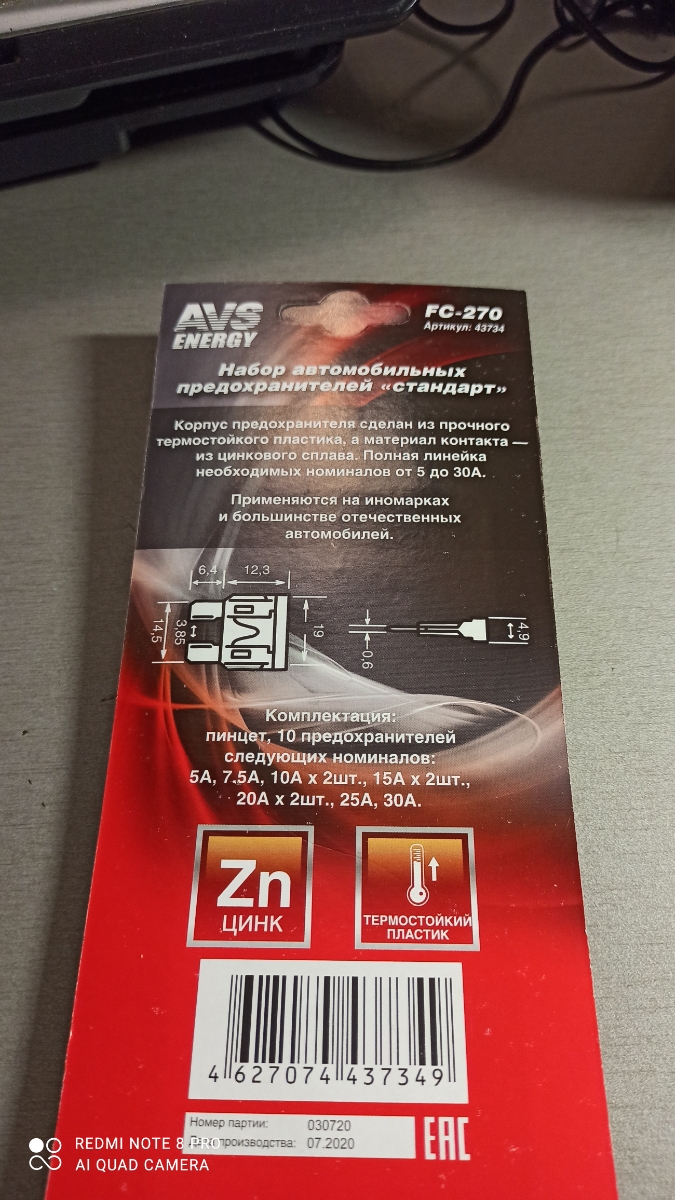 AVS
ENERGY
FC-270
Артикул: 43734
Набор автомобильных
предохранителей «стандарт»
Корпус предохранителя сделан из прочного
термостойкого пластика, а материал контакта —
из цинкового сплава. Полная линейка
необходимых номиналов от 5 до 30А.
Применяются на иномарках
и большинстве отечественных
автомобилей.
6,4 12,3
14,5 3,85 19 0,6 4,9
Комплектация:
пинцет, 10 предохранителей
следующих номиналов:
5А, 7.5А, 10А х 2шт., 15А х 2шт.,
20А х 2шт., 25А, 30А.
Zn
ЦИНК
ТЕРМОСТОЙКИЙ
ПЛАСТИК
4 627074 437349
Номер партии: 030720
производства: 07.2020
EAC
REDMI NOTE 8 PRO
AI QUAD CAMERA